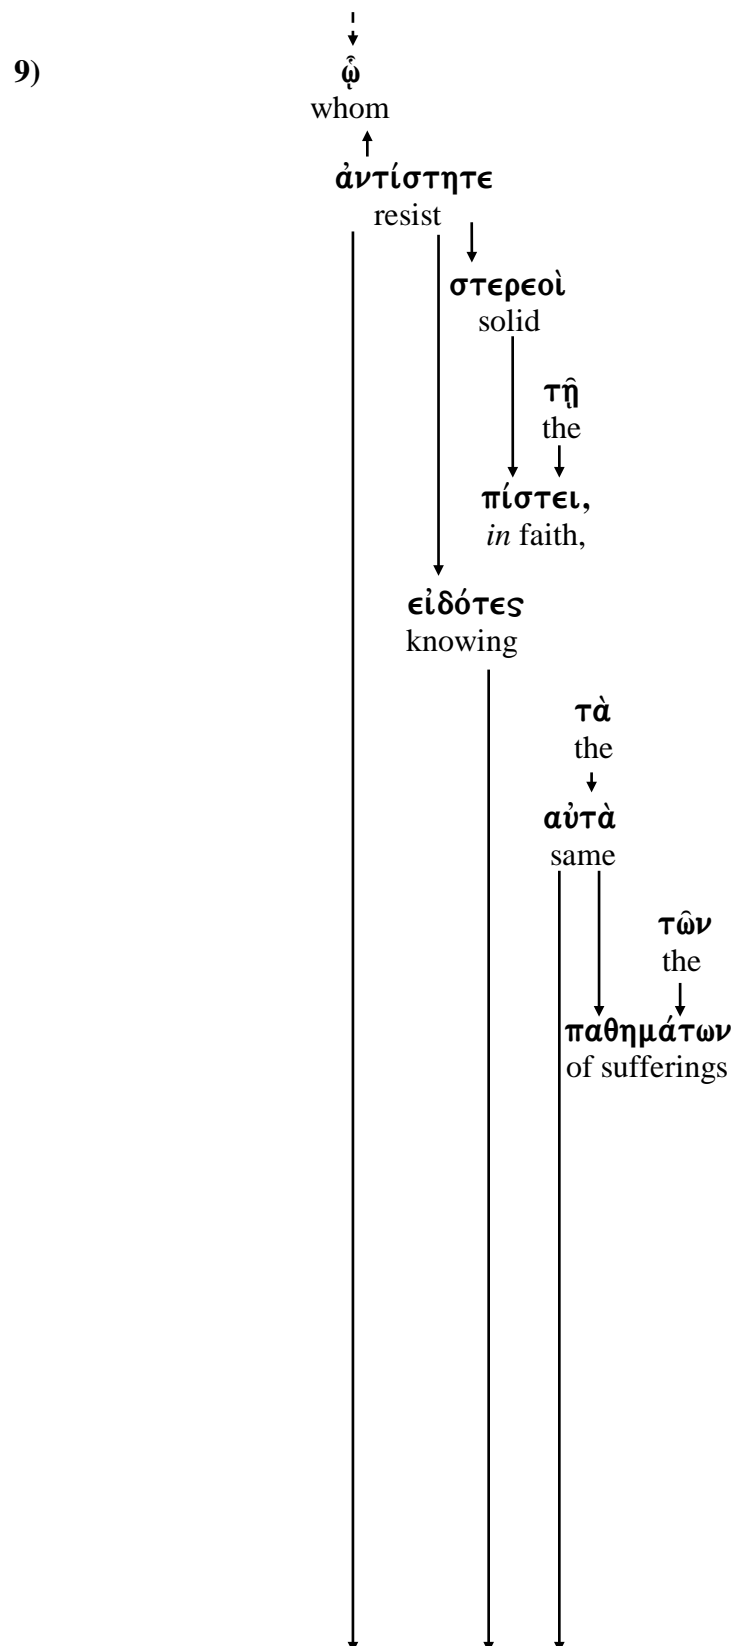 9)
ᾧ
whom
ἀντίστητε
resist
στερεοὶ
solid
τῇ
the
πίστει,
in faith,
εἰδότες
knowing
τὰ
the
αὐτὰ
same
τῶν
the
παθημάτων
of sufferings